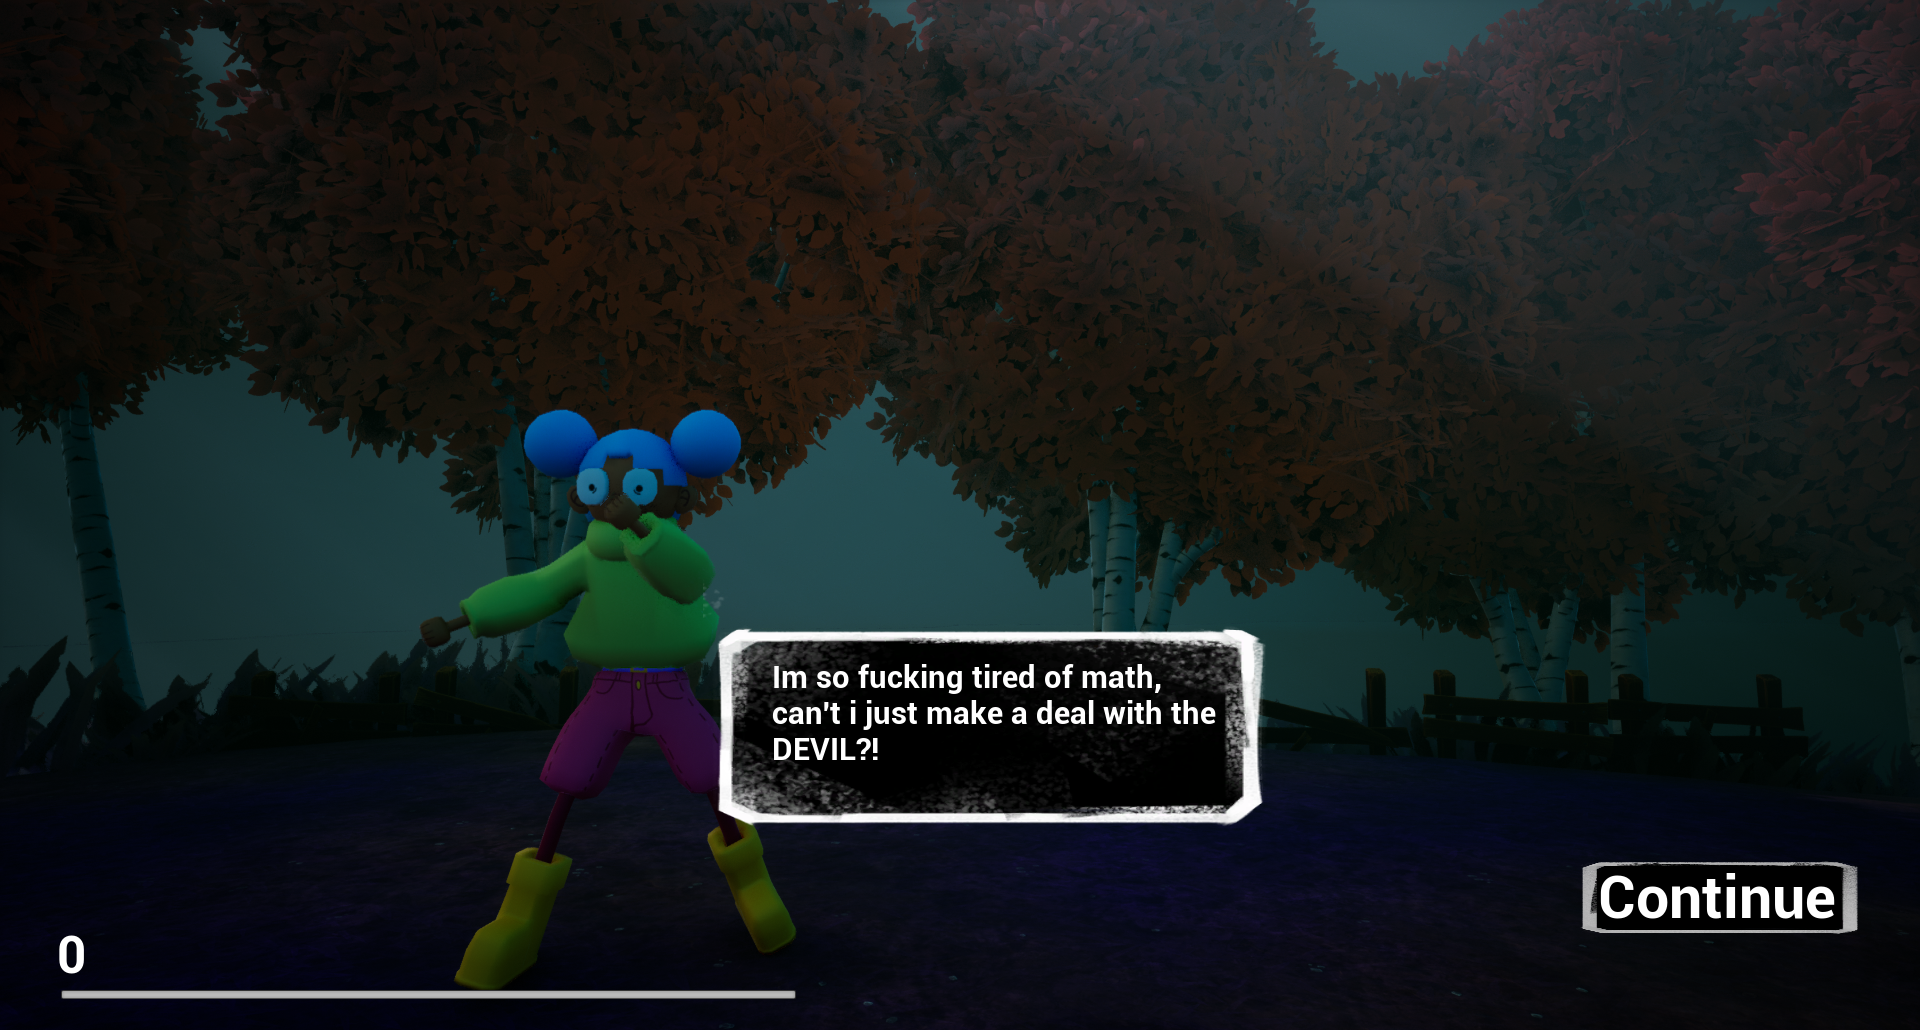 Im so fucking tired of math,
can't i just make a deal with the
DEVIL?!
Continue
0